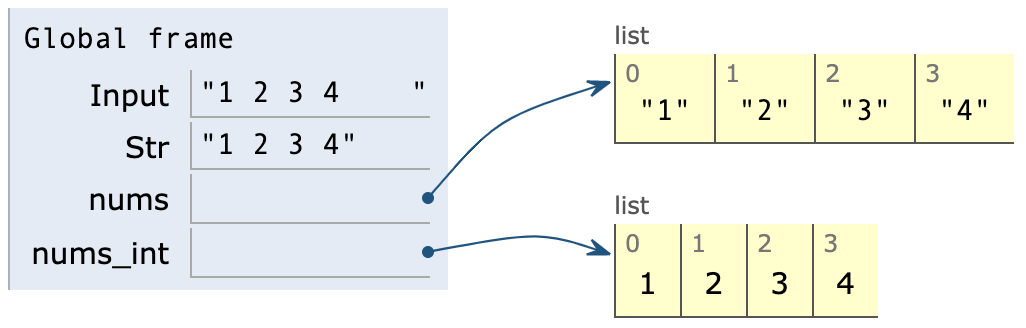 Global frame
Input "1 2 3 4    "
Str "1 2 3 4"
nums
nums_int
list
0 1 2 3
"1" "2" "3" "4"
list
0 1 2 3
1 2 3 4